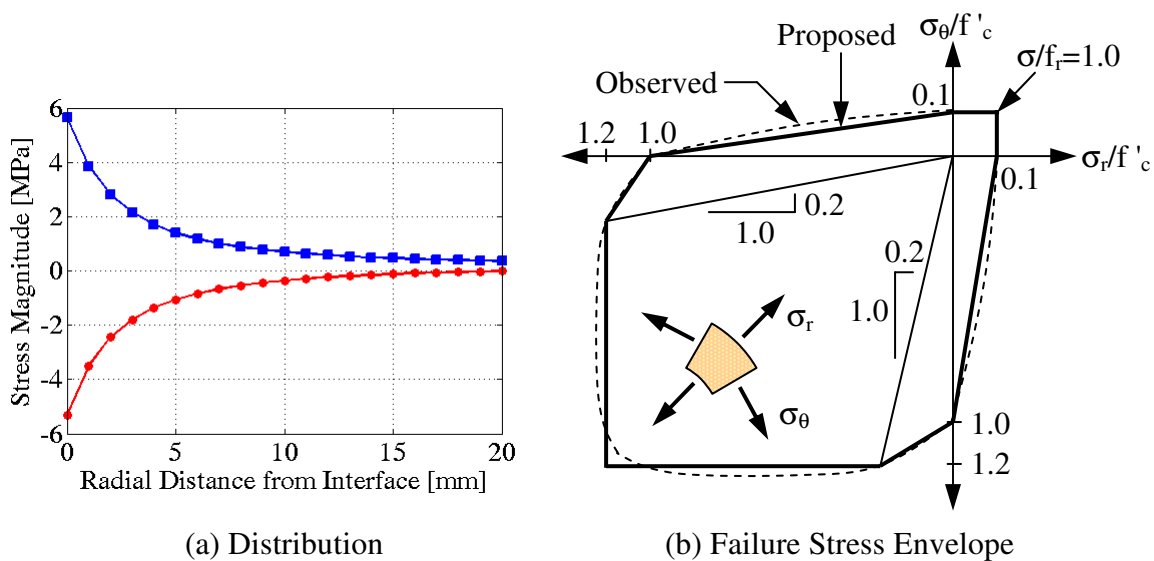 6
4
2
0
-2
-4
-6
0
5
10
15
20
Stress Magnitude [MPa]
Radial Distance from Interface [mm]
(a) Distribution
σθ/f 'c
Proposed
σ/fr=1.0
Observed
0.1
1.2
1.0
σr/f 'c
0.1
0.2
1.0
0.2
1.0
σr
σθ
1.0
1.2
(b) Failure Stress Envelope